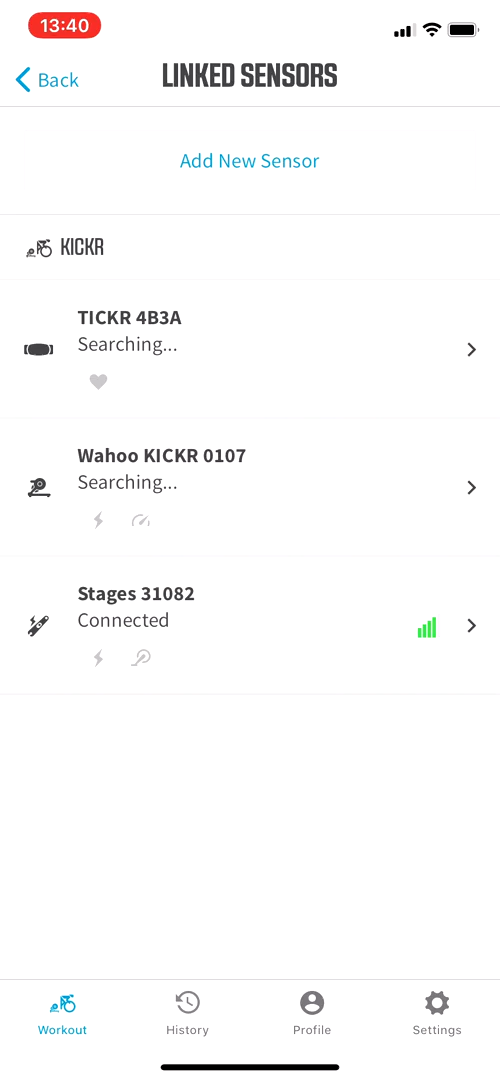 13:40
Back
LINKED SENSORS
Add New Sensor
KICKR
TICKR 4B3A
Searching...
Wahoo KICKR 0107
Searching...
Stages 31082
Connected
Workout
History
Profile
Settings